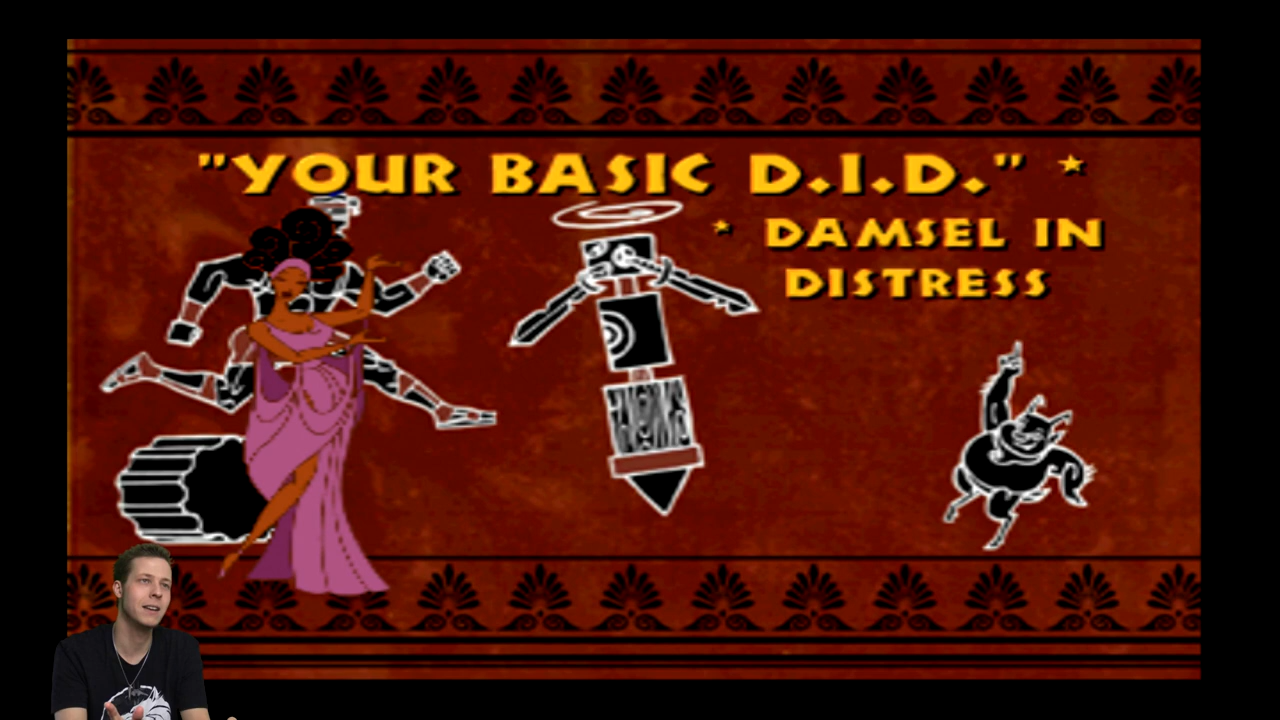 "YOUR BASIC D.I.D." *
* DAMSEL IN
DISTRESS